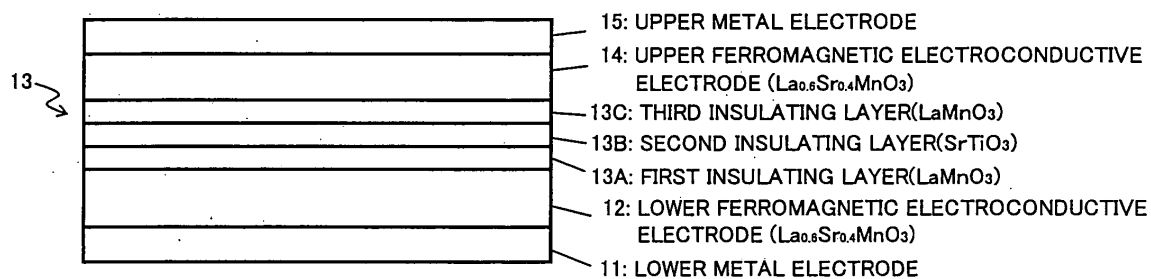 15: UPPER METAL ELECTRODE
14: UPPER FERROMAGNETIC ELECTROCONDUCTIVE
ELECTRODE (La0.6Sr0.4MnO3)
13
13C: THIRD INSULATING LAYER(LaMnO3)
13B: SECOND INSULATING LAYER(SrTiO3)
13A: FIRST INSULATING LAYER(LaMnO3)
12: LOWER FERROMAGNETIC ELECTROCONDUCTIVE
ELECTRODE (La0.6Sr0.4MnO3)
11: LOWER METAL ELECTRODE